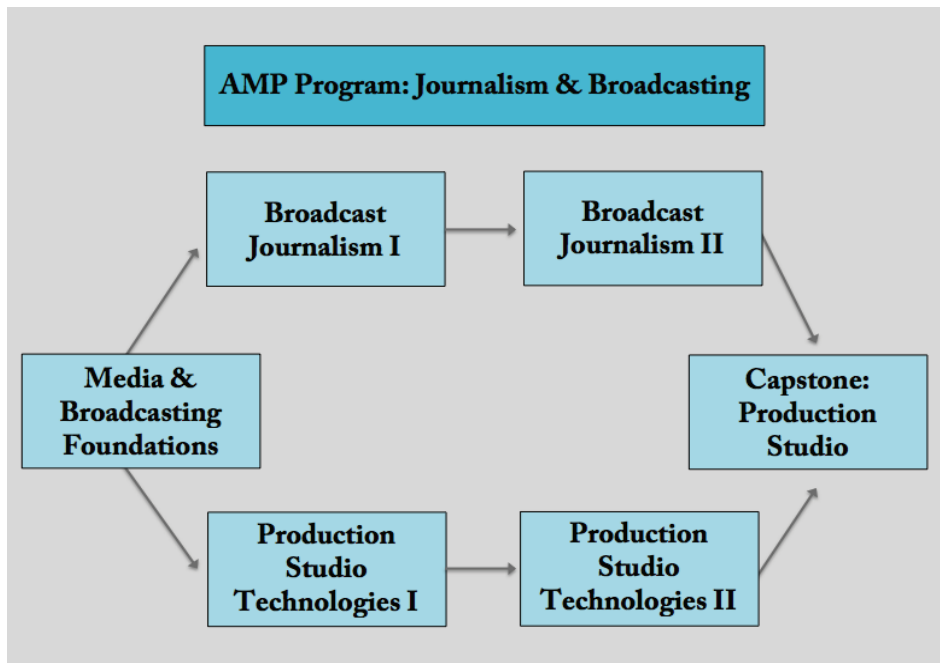 AMP Program: Journalism & Broadcasting
Broadcast
Journalism I
Broadcast
Journalism II
Media &
Broadcasting
Foundations
Capstone:
Production
Studio
Production
Studio
Technologies I
Production
Studio
Technologies II